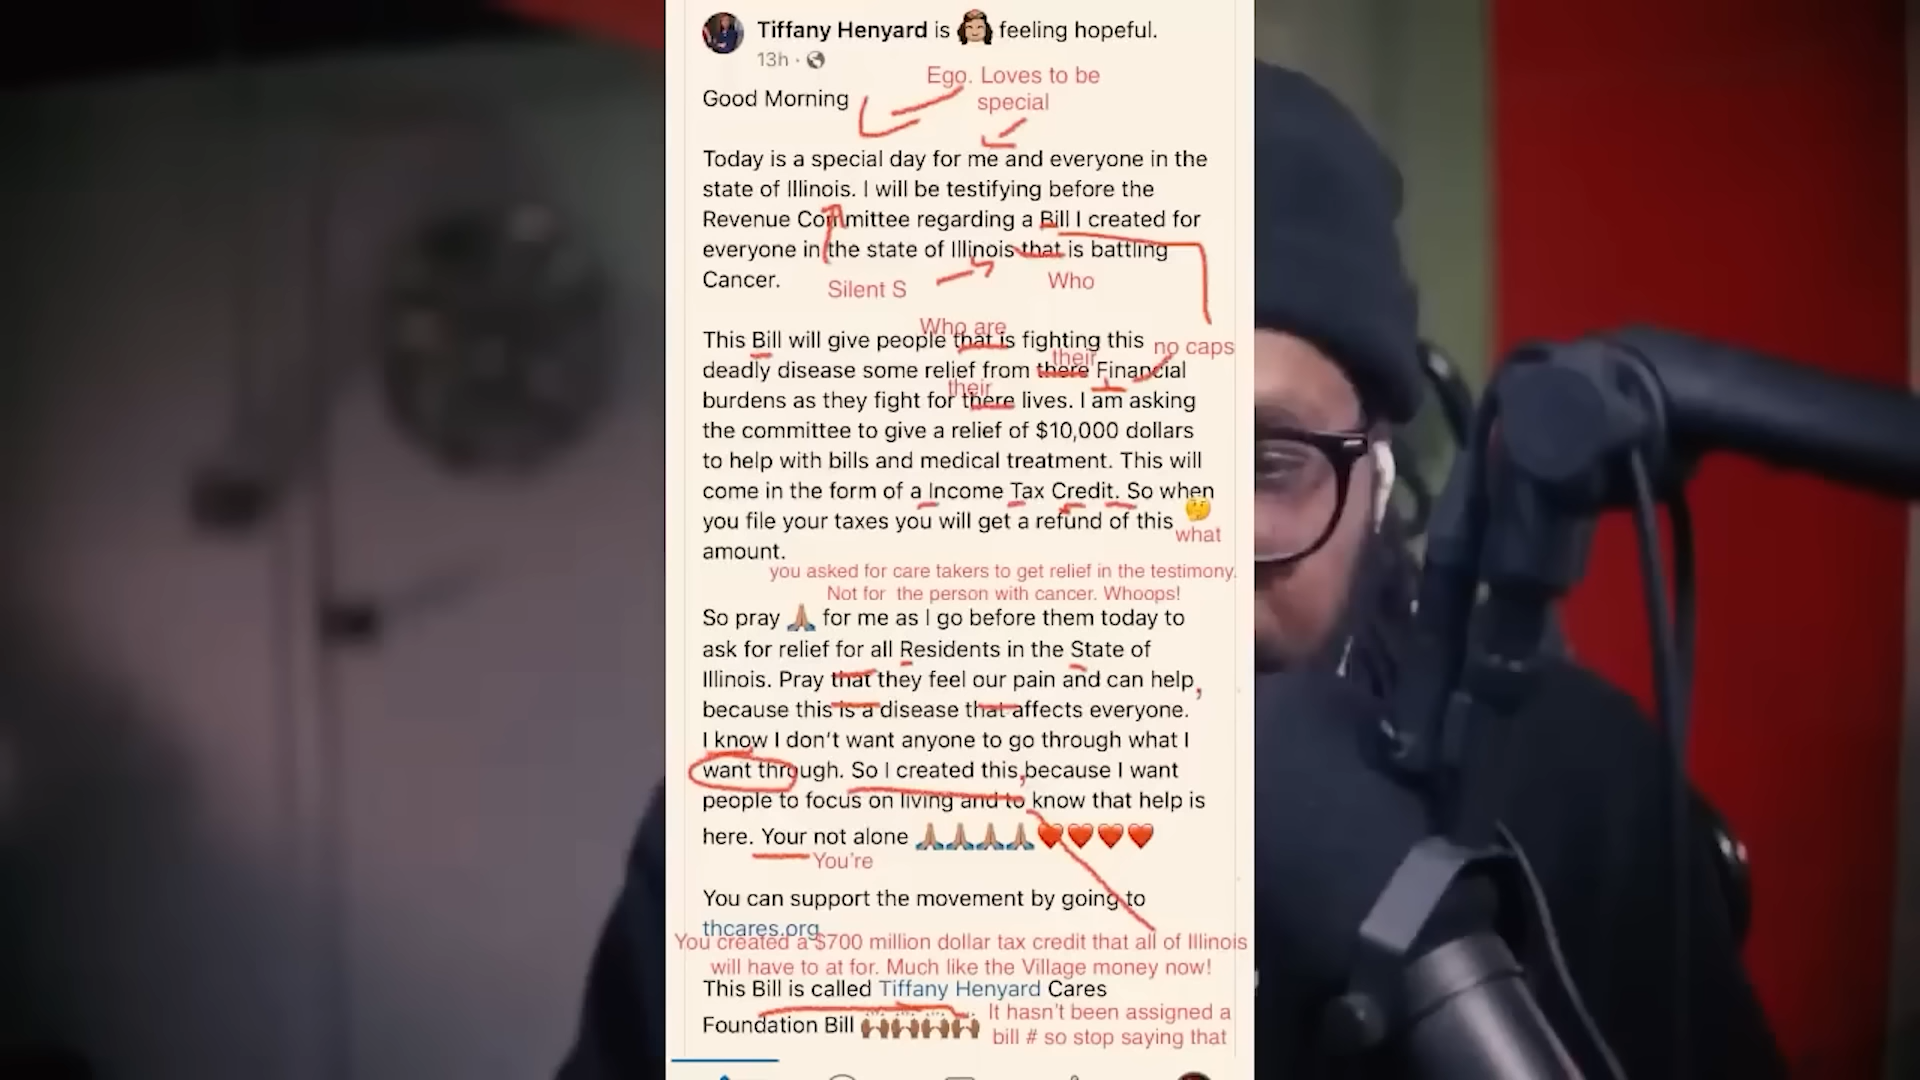 Tiffany Henyard is feeling hopeful.
13h ·
Ego. Loves to be
special
Good Morning
Today is a special day for me and everyone in the
state of Illinois. I will be testifying before the
Revenue Committee regarding a Bill I created for
everyone in the state of Illinois that is battling
Cancer.
Silent S
Who
Who are
This Bill will give people that is fighting this
no caps
their
deadly disease some relief from there Financial
their
burdens as they fight for there lives. I am asking
the committee to give a relief of $10,000 dollars
to help with bills and medical treatment. This will
come in the form of a Income Tax Credit. So when
you file your taxes you will get a refund of this
what
amount.
you asked for care takers to get relief in the testimony.
Not for the person with cancer. Whoops!
So pray 🙏🏽 for me as I go before them today to
ask for relief for all Residents in the State of
Illinois. Pray that they feel our pain and can help,
because this is a disease that affects everyone.
I know I don't want anyone to go through what I
want through. So I created this,because I want
people to focus on living and to know that help is
here. Your not alone 🙏🏽🙏🏽🙏🏽🙏🏽❤️❤️❤️❤️
You're
You can support the movement by going to
thcares.org
You created a $700 million dollar tax credit that all of Illinois
will have to at for. Much like the Village money now!
This Bill is called Tiffany Henyard Cares
It hasn't been assigned a
Foundation Bill 🙌🏾🙌🏾🙌🏾🙌🏾
bill # so stop saying that